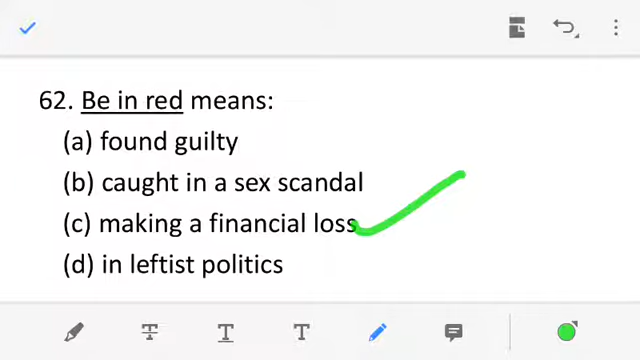 62. Be in red means:
(a) found guilty
(b) caught in a sex scandal
(c) making a financial loss
(d) in leftist politics
T T T